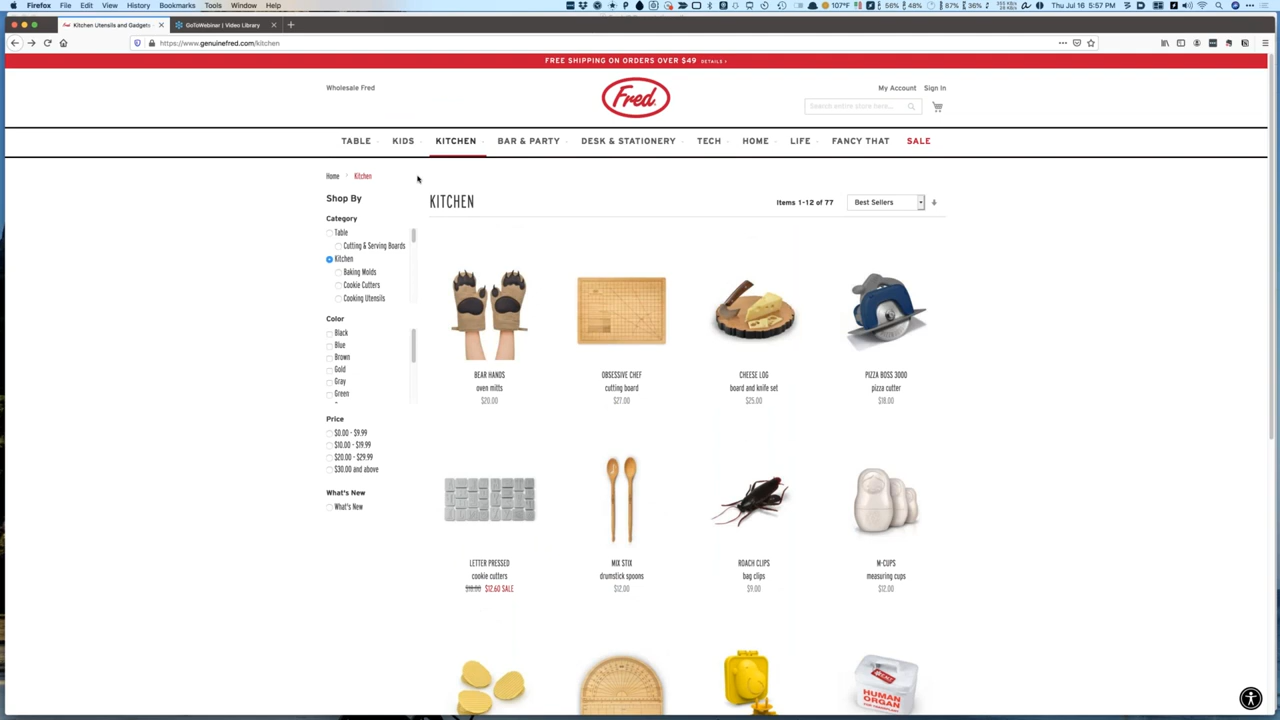 Firefox File Edit View History Bookmarks Tools Window Help
107°F 56% 48% 87% 36% Thu Jul 16 5:57 PM
Kitchen Utensils and Gadgets
GoToWebinar | Video Library
https://www.genuinefred.com/kitchen
FREE SHIPPING ON ORDERS OVER $49 DETAILS ›
Wholesale Fred
Fred.
My Account Sign In
Search entire store here...
TABLE KIDS KITCHEN BAR & PARTY DESK & STATIONERY TECH HOME LIFE FANCY THAT SALE
Home › Kitchen
Shop By
KITCHEN
Items 1-12 of 77
Best Sellers
Category
Table
Cutting & Serving Boards
Kitchen
Baking Molds
Cookie Cutters
Cooking Utensils
Color
Black
Blue
Brown
Gold
Gray
Green
Price
$0.00 - $9.99
$10.00 - $19.99
$20.00 - $29.99
$30.00 and above
What's New
What's New
BEAR HANDS
oven mitts
$20.00
OBSESSIVE CHEF
cutting board
$27.00
CHEESE LOG
board and knife set
$25.00
PIZZA BOSS 3000
pizza cutter
$18.00
LETTER PRESSED
cookie cutters
$18.00 $12.60 SALE
MIX STIX
drumstick spoons
$12.00
ROACH CLIPS
bag clips
$9.00
M-CUPS
measuring cups
$12.00
HUMAN
ORGAN
FOR TRANSPLANT